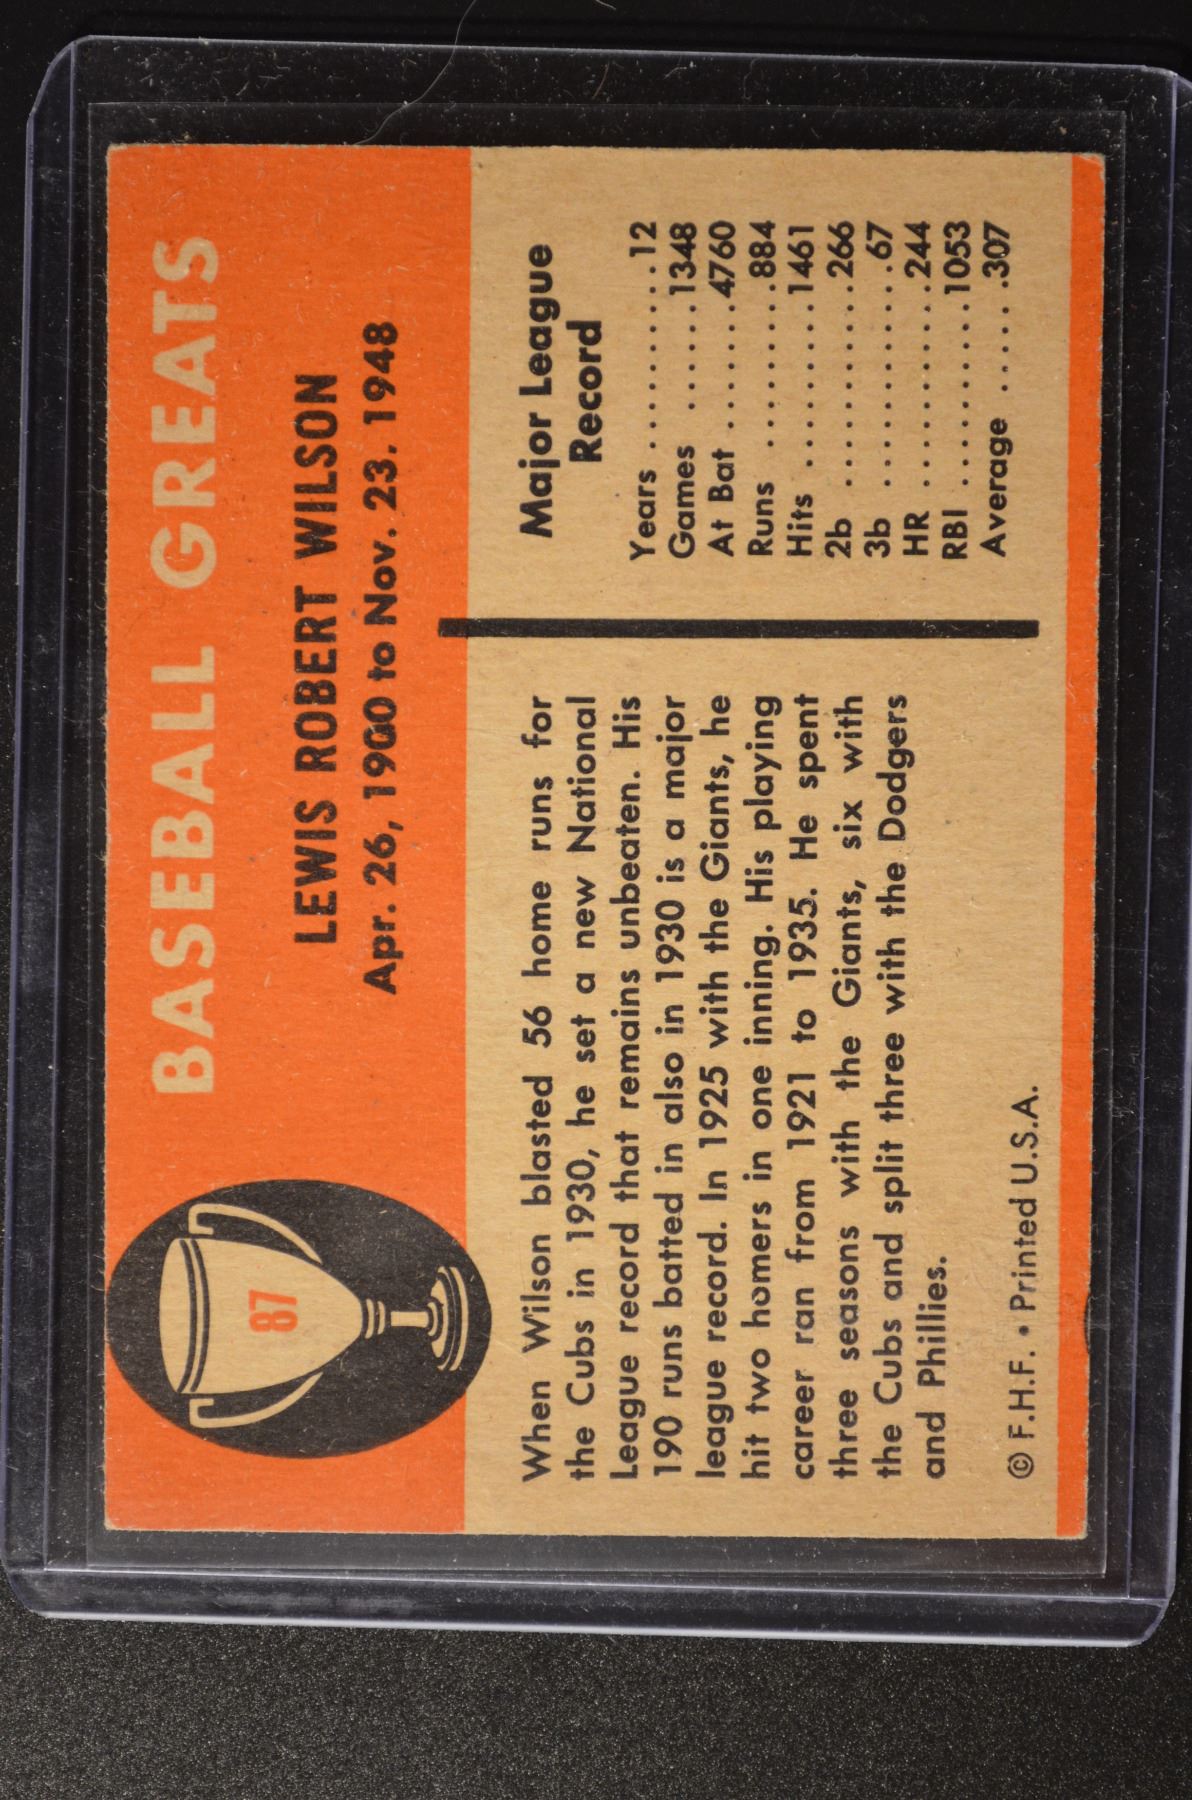 BASEBALL GREATS
LEWIS ROBERT WILSON
Apr. 26, 1900 to Nov. 23. 1948
87
When Wilson blasted 56 home runs for
the Cubs in 1930, he set a new National
League record that remains unbeaten. His
190 runs batted in also in 1930 is a major
league record. In 1925 with the Giants, he
hit two homers in one inning. His playing
career ran from 1921 to 1935. He spent
three seasons with the Giants, six with
the Cubs and split three with the Dodgers
and Phillies.
© F.H.F. • Printed U.S.A.
Major League
Record
Years ..........12
Games ......1348
At Bat .......4760
Runs ..........884
Hits .........1461
2b ...........266
3b ............67
HR ...........244
RBI .........1053
Average ......307